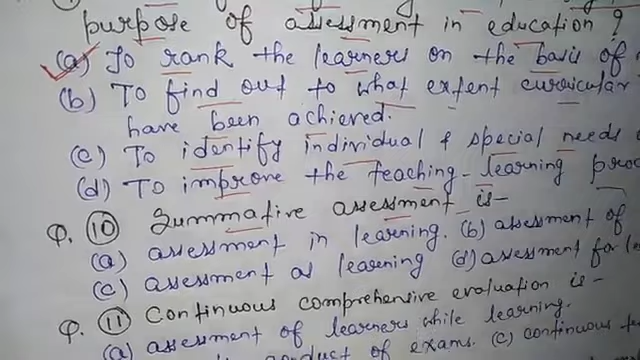 purpose of assessment in education?
(a) To rank the learners on the basis of
(b) To find out to what extent curricular
have been achieved.
(c) To identify individual & special needs
(d) To improve the teaching-learning proc
Q. 10 Summative assessment is -
(a) assessment in learning. (b) assessment of
(c) assessment as learning (d) assessment for le
Q. 11 Continuous comprehensive evaluation is -
(a) assessment of learners while learning.
conduct of exams. (c) continuous te